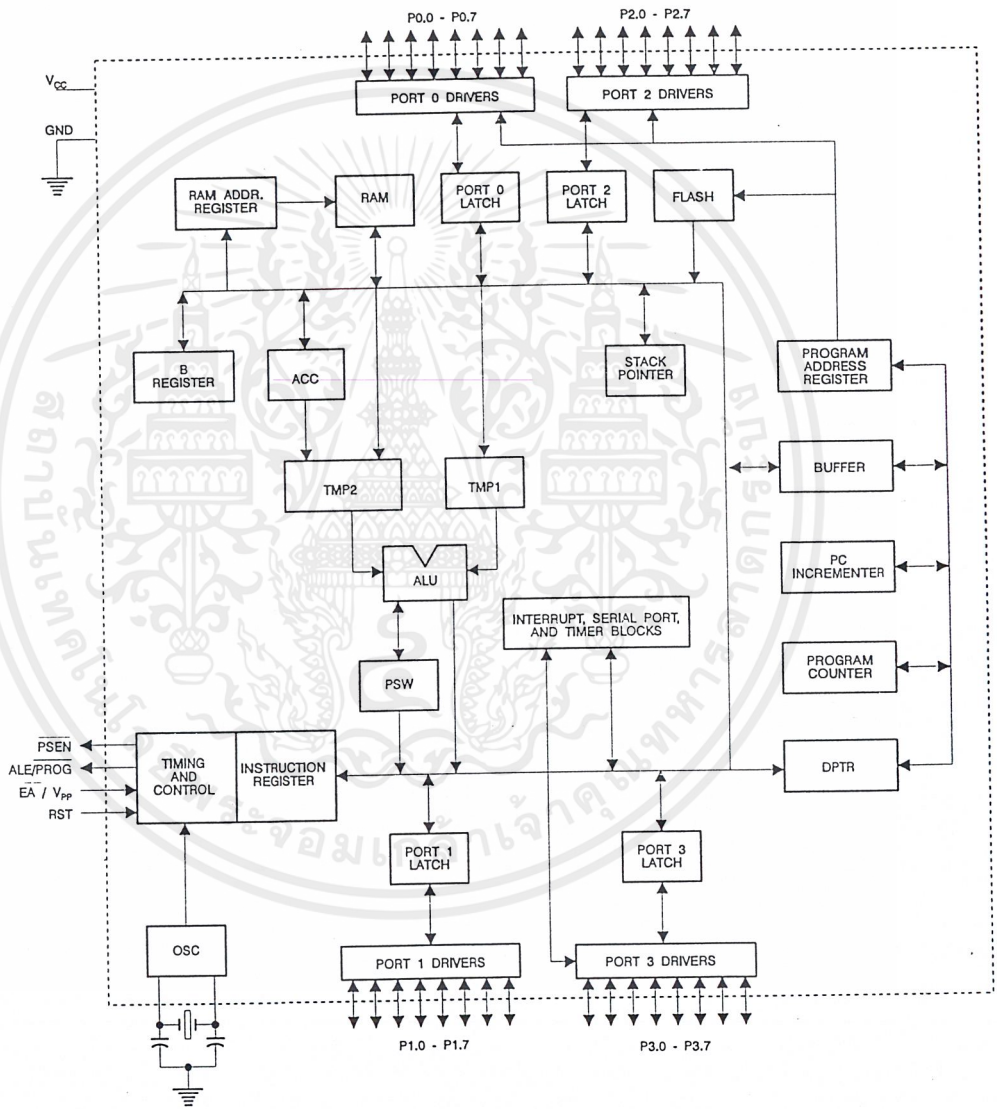 P0.0 - P0.7
P2.0 - P2.7
V_CC
GND
PORT 0 DRIVERS
PORT 2 DRIVERS
RAM ADDR.
REGISTER
RAM
PORT 0
LATCH
PORT 2
LATCH
FLASH
B
REGISTER
ACC
STACK
POINTER
PROGRAM
ADDRESS
REGISTER
TMP2
TMP1
BUFFER
ALU
PC
INCREMENTER
INTERRUPT, SERIAL PORT,
AND TIMER BLOCKS
PSW
PROGRAM
COUNTER
PSEN
ALE/PROG
EA / V_PP
RST
TIMING
AND
CONTROL
INSTRUCTION
REGISTER
DPTR
PORT 1
LATCH
PORT 3
LATCH
OSC
PORT 1 DRIVERS
PORT 3 DRIVERS
P1.0 - P1.7
P3.0 - P3.7